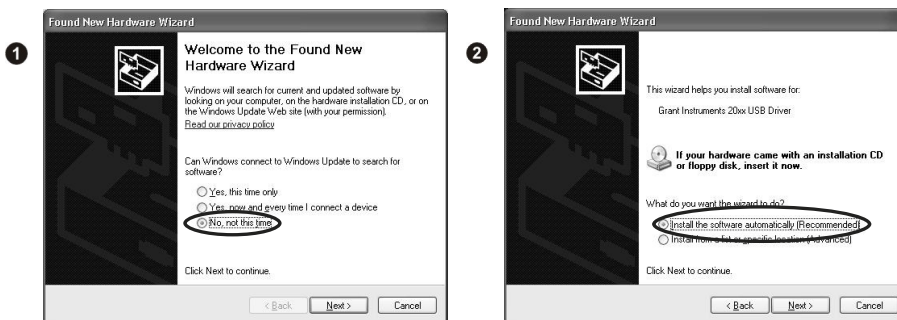 1
Found New Hardware Wizard
Welcome to the Found New
Hardware Wizard
Windows will search for current and updated software by
looking on your computer, on the hardware installation CD, or on
the Windows Update Web site (with your permission).
Read our privacy policy
Can Windows connect to Windows Update to search for
software?
Yes, this time only
Yes, now and every time I connect a device
No, not this time
Click Next to continue.
< Back
Next >
Cancel
2
Found New Hardware Wizard
This wizard helps you install software for:
Grant Instruments 20xx USB Driver
If your hardware came with an installation CD
or floppy disk, insert it now.
What do you want the wizard to do?
Install the software automatically (Recommended)
Install from a list or specific location (Advanced)
Click Next to continue.
< Back
Next >
Cancel